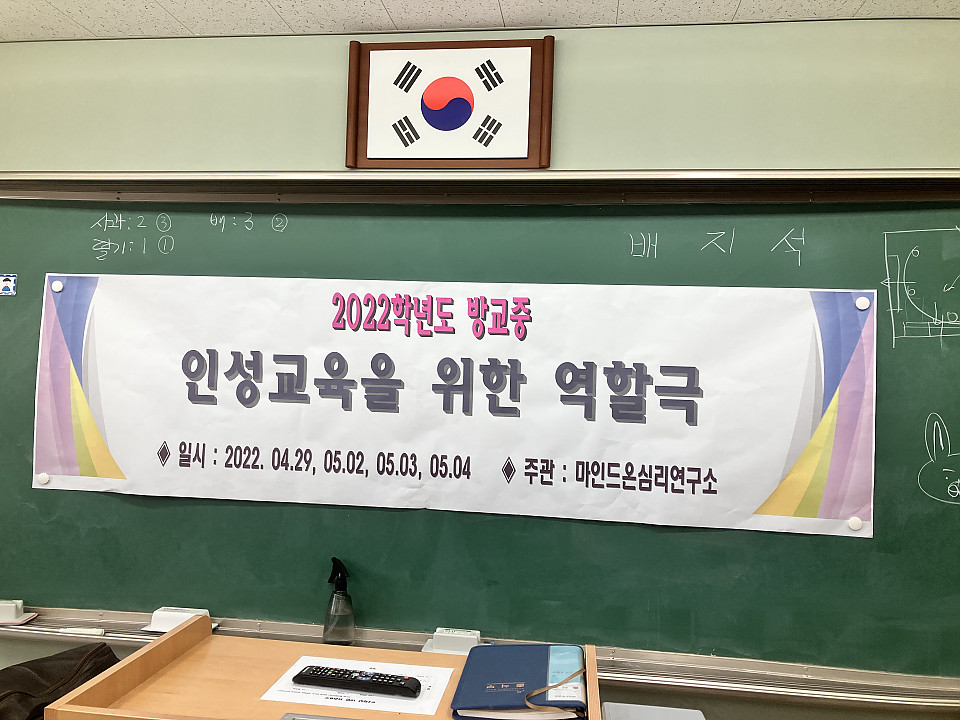 사과:2 ③ 배:3 ②
딸기:1 ①
배 지 석
2022학년도 방교중
인성교육을 위한 역할극
◈ 일시 : 2022. 04.29, 05.02, 05.03, 05.04 ◈ 주관 : 마인드온심리연구소